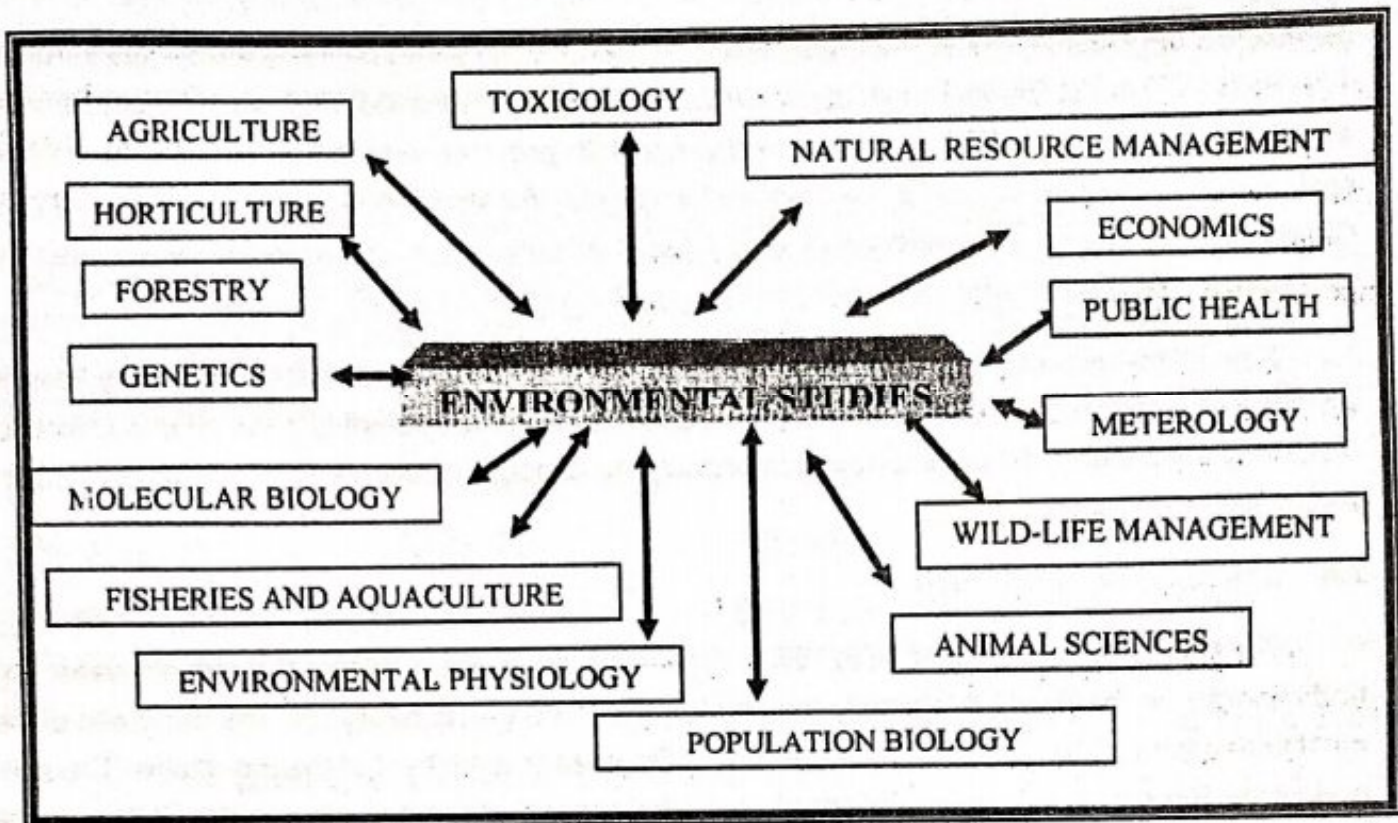 TOXICOLOGY
AGRICULTURE
NATURAL RESOURCE MANAGEMENT
HORTICULTURE
ECONOMICS
FORESTRY
PUBLIC HEALTH
GENETICS
ENVIRONMENTAL STUDIES
METEROLOGY
MOLECULAR BIOLOGY
WILD-LIFE MANAGEMENT
FISHERIES AND AQUACULTURE
ANIMAL SCIENCES
ENVIRONMENTAL PHYSIOLOGY
POPULATION BIOLOGY